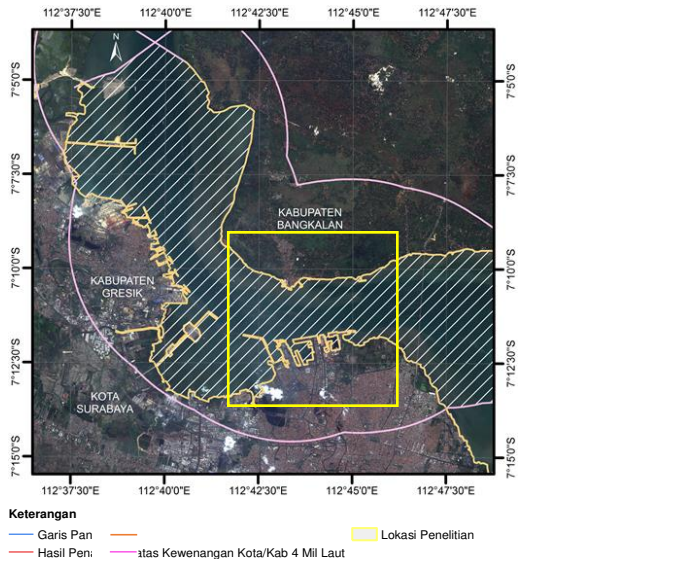 112°37'30"E 112°40'0"E 112°42'30"E 112°45'0"E 112°47'30"E
N
7°5'0"S 7°5'0"S
7°7'30"S 7°7'30"S
KABUPATEN
BANGKALAN
7°10'0"S 7°10'0"S
KABUPATEN
GRESIK
7°12'30"S 7°12'30"S
KOTA
SURABAYA
7°15'0"S 7°15'0"S
112°37'30"E 112°40'0"E 112°42'30"E 112°45'0"E 112°47'30"E
Keterangan
Garis Pan Lokasi Penelitian
Hasil Pen atas Kewenangan Kota/Kab 4 Mil Laut